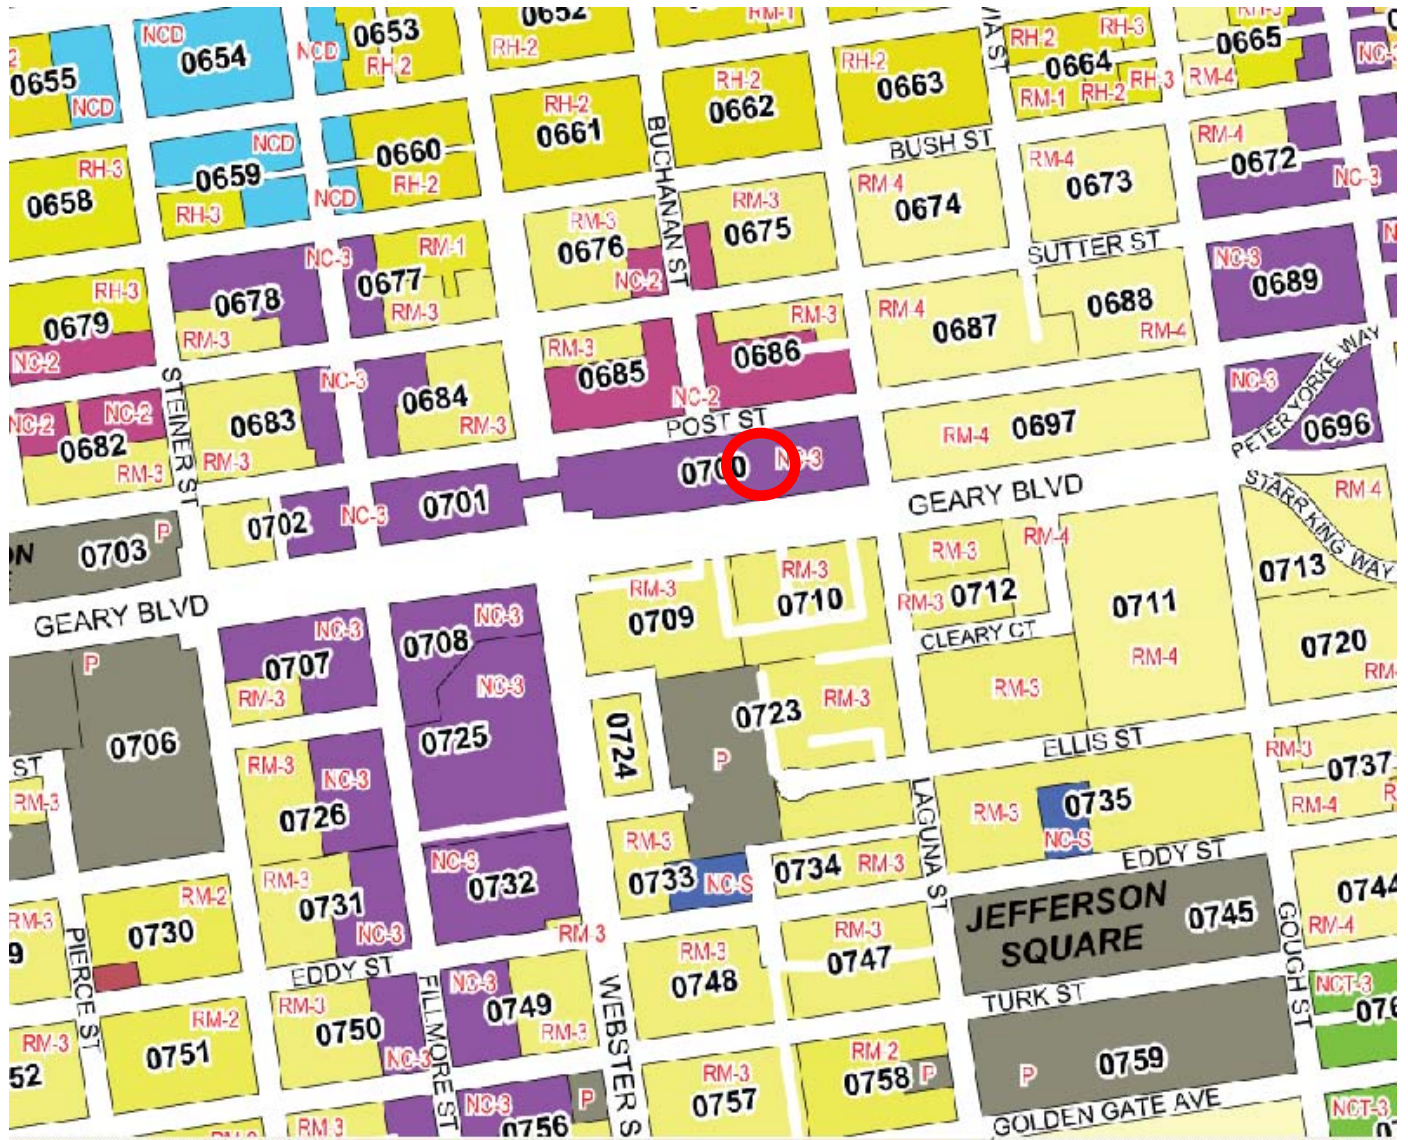 0652
RM-1
RH-2
NCD
0654
NCD
0653
RH-2
0655
NCD
RH-2
0661
RH-2
0662
RH-2
0663
VIA ST
RH-2
0664
RH-3
RM-1
RH-2
RH-3
RH-3
0665
RM-4
NC-3
BUCHANAN ST
BUSH ST
NCD
0659
RH-3
0660
RH-2
NCD
RH-3
0658
RM-4
0674
RM-4
0673
RM-4
0672
NC-3
RM-3
0676
NC-2
RM-3
0675
SUTTER ST
NC-3
0678
RM-3
RM-1
0677
RM-3
RH-3
0679
NC-2
RM-4
0687
0688
RM-4
NC-3
0689
RM-3
0685
RM-3
0686
NC-2
PETER YORKE WAY
NC-3
0696
STEINER ST
NC-3
0684
RM-3
0683
RM-3
NC-2
NC-2
0682
RM-3
POST ST
0700
NC-3
RM-4
0697
GEARY BLVD
STARR KING WAY
RM-4
0713
0701
NC-3
0702
0703
P
ON
GEARY BLVD
RM-3
0709
RM-3
0710
RM-3
RM-4
RM-3
0712
CLEARY CT
0711
RM-4
RM-3
0720
NC-3
0707
RM-3
NC-3
0708
NC-3
0725
P
0706
ST
RM-3
0724
0723
RM-3
P
ELLIS ST
RM-3
0737
RM-4
RM-3
NC-3
0726
RM-3
0735
NC-S
EDDY ST
LAGUNA ST
RM-3
0733
NC-S
0734
RM-3
NC-3
0732
RM-3
RM-3
0731
NC-3
RM-2
0730
RM-3
9
PIERCE ST
JEFFERSON
SQUARE
0745
GOUGH ST
0744
RM-4
EDDY ST
FILLMORE ST
WEBSTER S
RM-3
0748
RM-3
0747
TURK ST
NCT-3
076
RM-3
0750
NC-3
NC-3
0749
RM-3
RM-2
0751
RM-3
52
RM-2
0758
P
P
0759
RM-3
0757
NC-3
0756
P
RM-3
GOLDEN GATE AVE
NCT-3